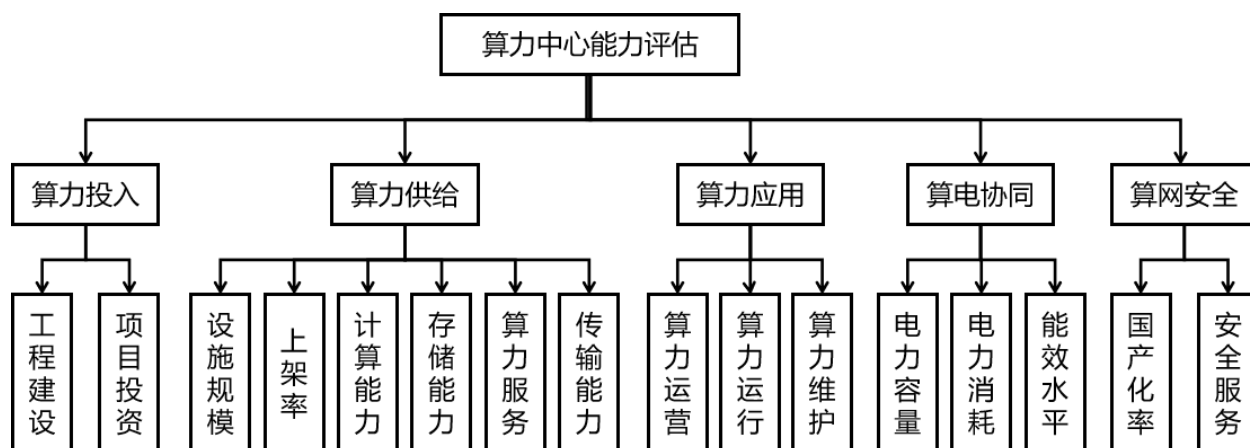 算力中心能力评估
算力投入
算力供给
算力应用
算电协同
算网安全
工程建设
项目投资
设施规模
上架率
计算能力
存储能力
算力服务
传输能力
算力运营
算力运行
算力维护
电力容量
电力消耗
能效水平
国产化率
安全服务